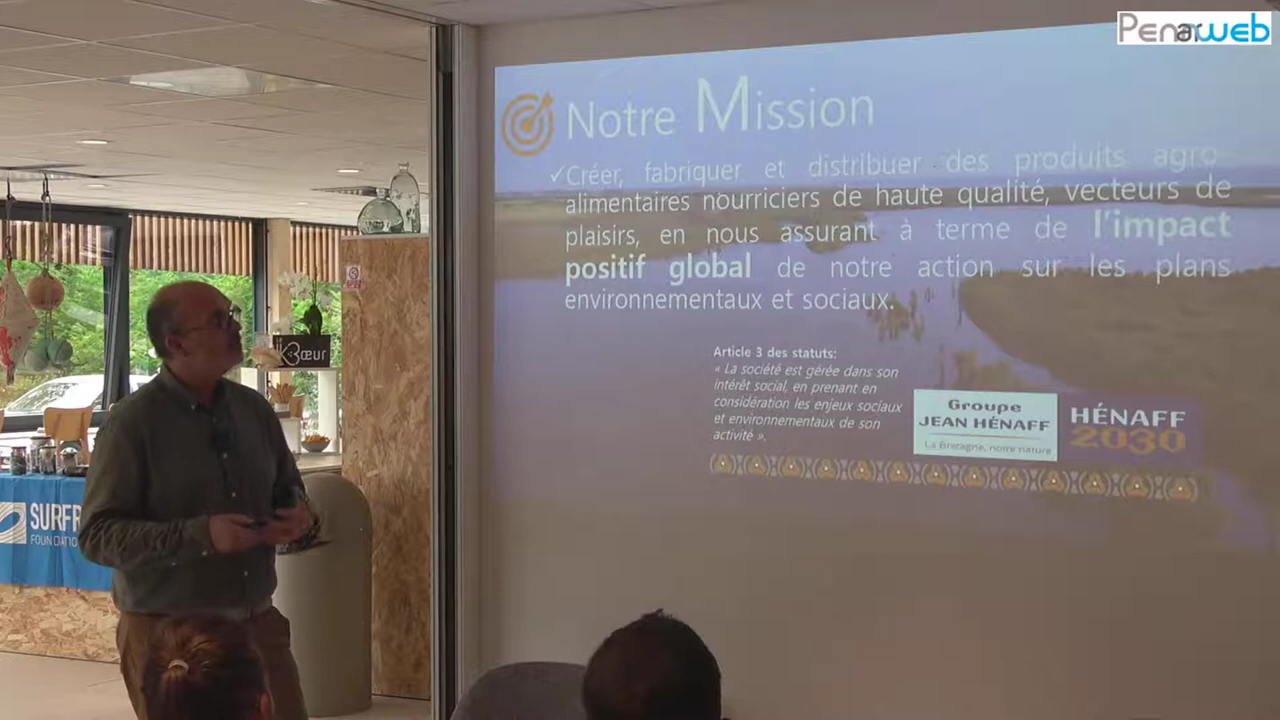 Penarweb
Notre Mission
✓Créer, fabriquer et distribuer des produits agro-
alimentaires nourriciers de haute qualité, vecteurs de
plaisirs, en nous assurant à terme de l'impact
positif global de notre action sur les plans
environnementaux et sociaux.
Article 3 des statuts:
« La société est gérée dans son
intérêt social, en prenant en
considération les enjeux sociaux
et environnementaux de son
activité ».
Groupe
JEAN HÉNAFF
La Bretagne, notre nature
HÉNAFF
2030
SURFR
FOUNDATIO